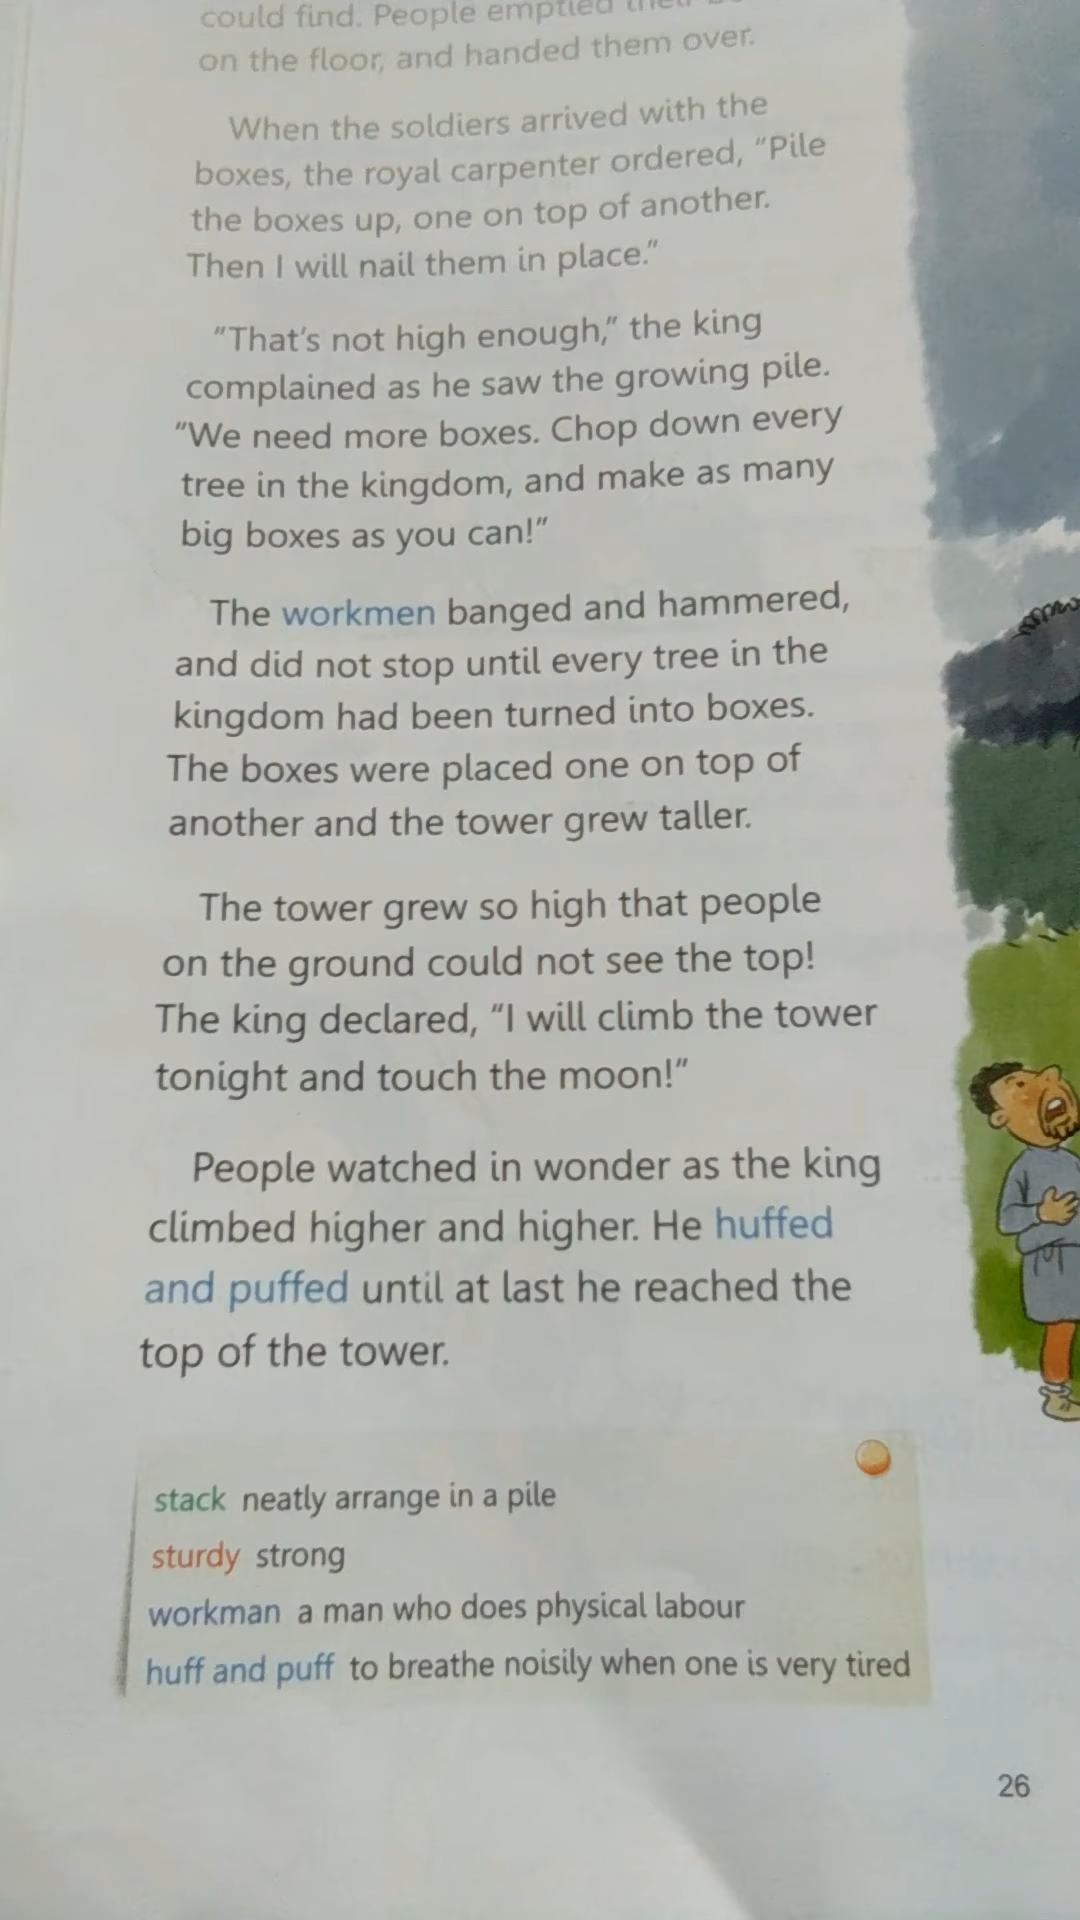 could find. People emptied their
on the floor, and handed them over.
When the soldiers arrived with the
boxes, the royal carpenter ordered, “Pile
the boxes up, one on top of another.
Then I will nail them in place.”
“That’s not high enough,” the king
complained as he saw the growing pile.
“We need more boxes. Chop down every
tree in the kingdom, and make as many
big boxes as you can!”
The workmen banged and hammered,
and did not stop until every tree in the
kingdom had been turned into boxes.
The boxes were placed one on top of
another and the tower grew taller.
The tower grew so high that people
on the ground could not see the top!
The king declared, “I will climb the tower
tonight and touch the moon!”
People watched in wonder as the king
climbed higher and higher. He huffed
and puffed until at last he reached the
top of the tower.
stack neatly arrange in a pile
sturdy strong
workman a man who does physical labour
huff and puff to breathe noisily when one is very tired
26